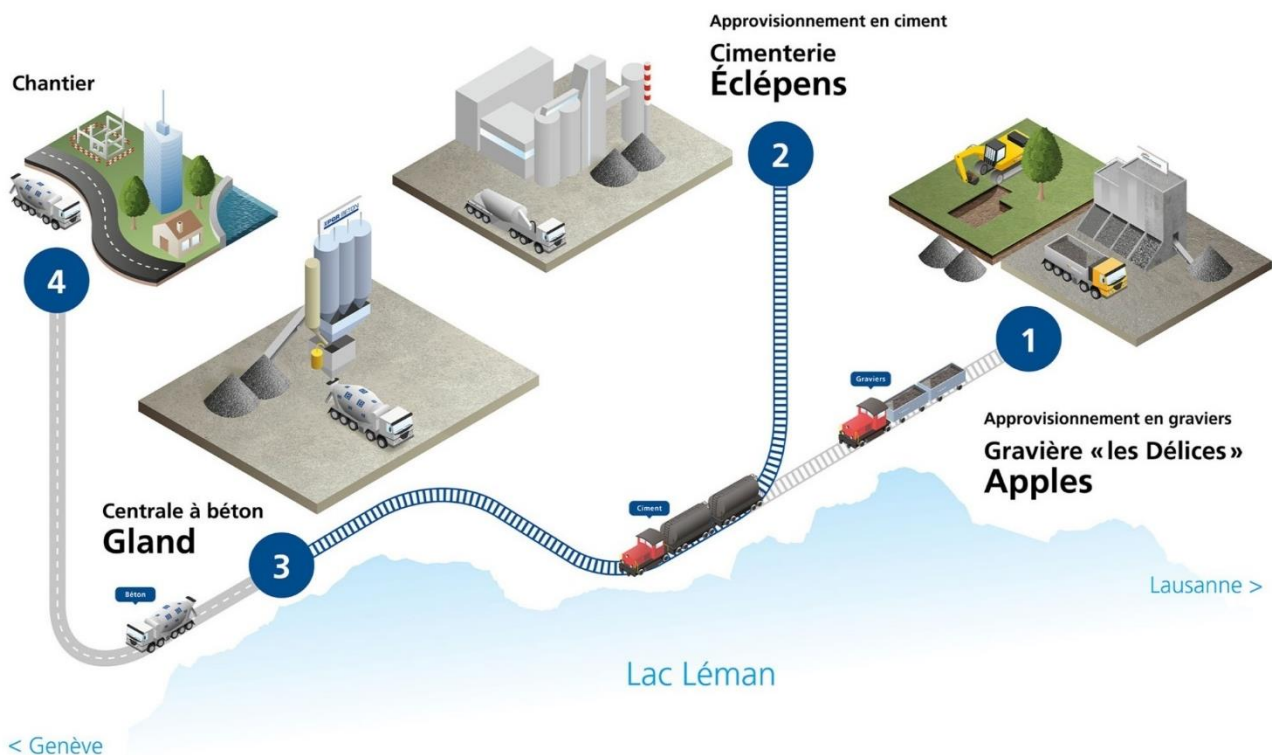 Approvisionnement en ciment
Cimenterie
Éclépens
Chantier
2
4
1
Graviers
Approvisionnement en graviers
Gravière «les Délices»
Apples
Ciment
Centrale à béton
Gland
3
Béton
Lausanne >
Lac Léman
< Genève